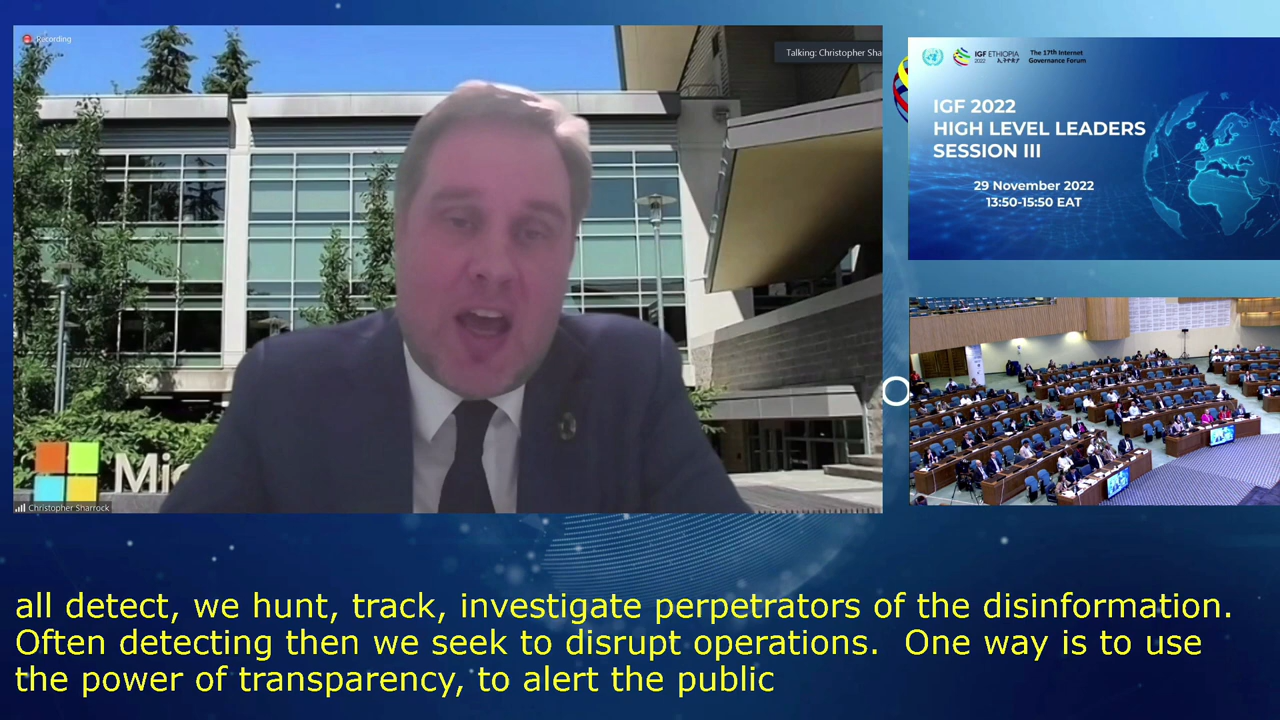 Recording
Talking: Christopher Sha
Mic
Christopher Sharrock
IGF ETHIOPIA
2022 ኢትዮጵያ
The 17th Internet
Governance Forum
IGF 2022
HIGH LEVEL LEADERS
SESSION III
29 November 2022
13:50-15:50 EAT
O
all detect, we hunt, track, investigate perpetrators of the disinformation.
Often detecting then we seek to disrupt operations.  One way is to use
the power of transparency, to alert the public